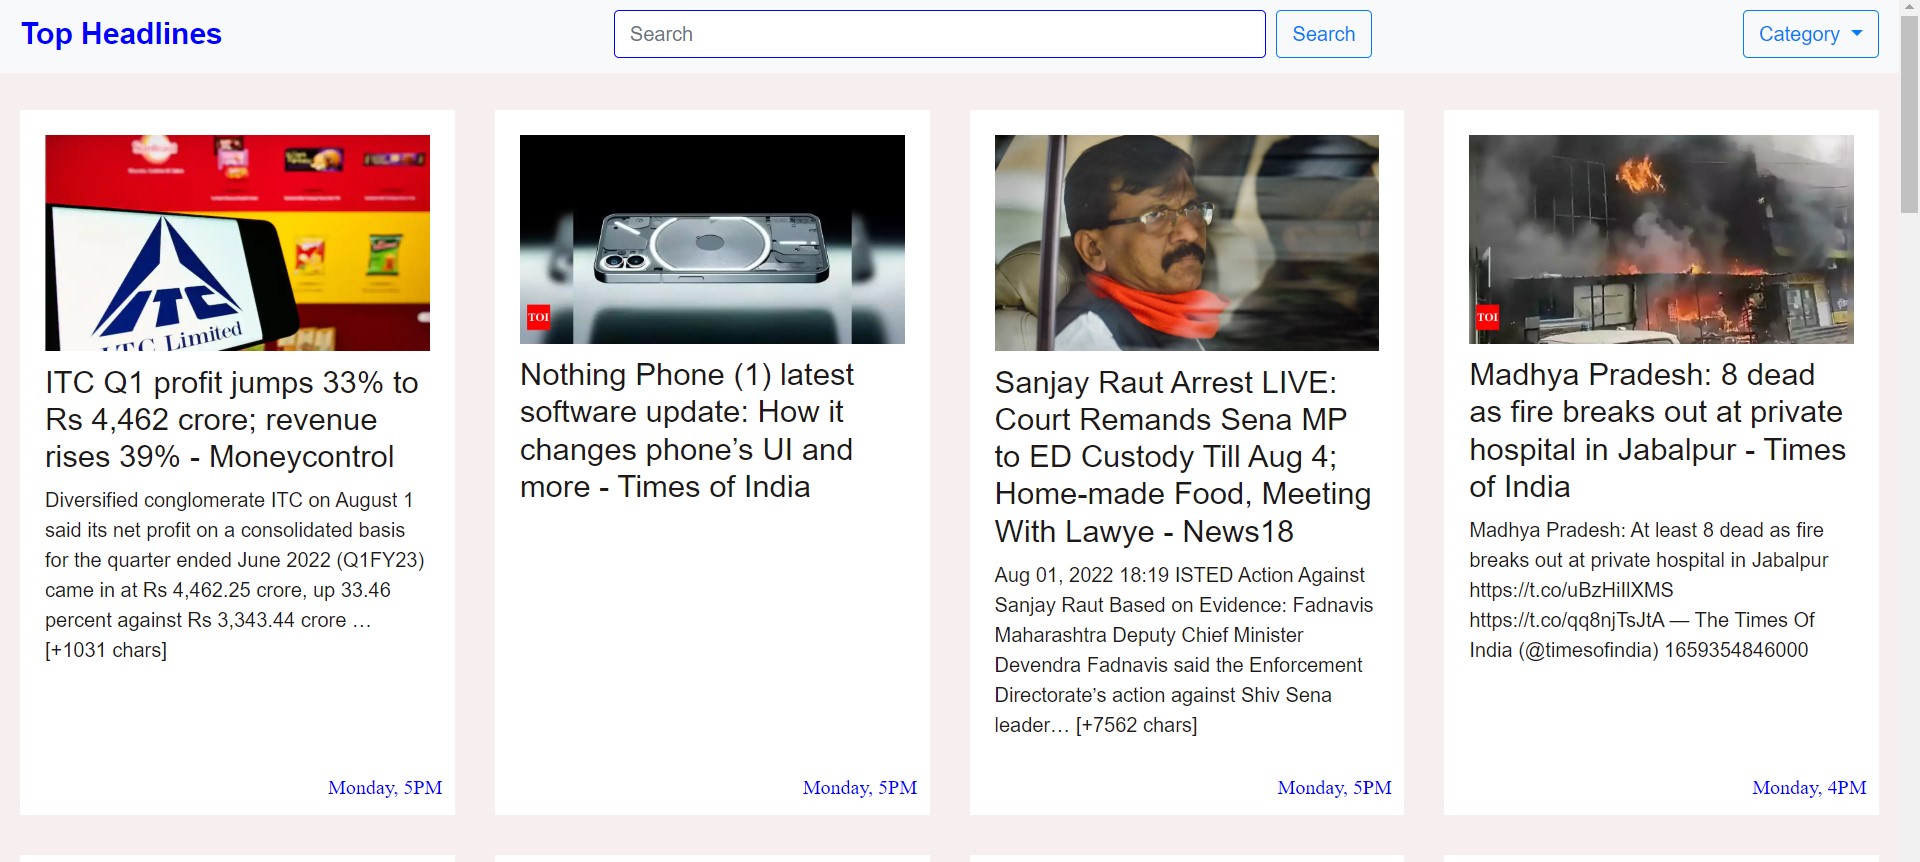 Top Headlines
Search
Search
Category
ITC
ITC Limited
ITC Q1 profit jumps 33% to
Rs 4,462 crore; revenue
rises 39% - Moneycontrol
Diversified conglomerate ITC on August 1
said its net profit on a consolidated basis
for the quarter ended June 2022 (Q1FY23)
came in at Rs 4,462.25 crore, up 33.46
percent against Rs 3,343.44 crore …
[+1031 chars]
Monday, 5PM
TOI
Nothing Phone (1) latest
software update: How it
changes phone’s UI and
more - Times of India
Monday, 5PM
Sanjay Raut Arrest LIVE:
Court Remands Sena MP
to ED Custody Till Aug 4;
Home-made Food, Meeting
With Lawye - News18
Aug 01, 2022 18:19 ISTED Action Against
Sanjay Raut Based on Evidence: Fadnavis
Maharashtra Deputy Chief Minister
Devendra Fadnavis said the Enforcement
Directorate’s action against Shiv Sena
leader… [+7562 chars]
Monday, 5PM
TOI
Madhya Pradesh: 8 dead
as fire breaks out at private
hospital in Jabalpur - Times
of India
Madhya Pradesh: At least 8 dead as fire
breaks out at private hospital in Jabalpur
https://t.co/uBzHiIlXMS
https://t.co/qq8njTsJtA — The Times Of
India (@timesofindia) 1659354846000
Monday, 4PM